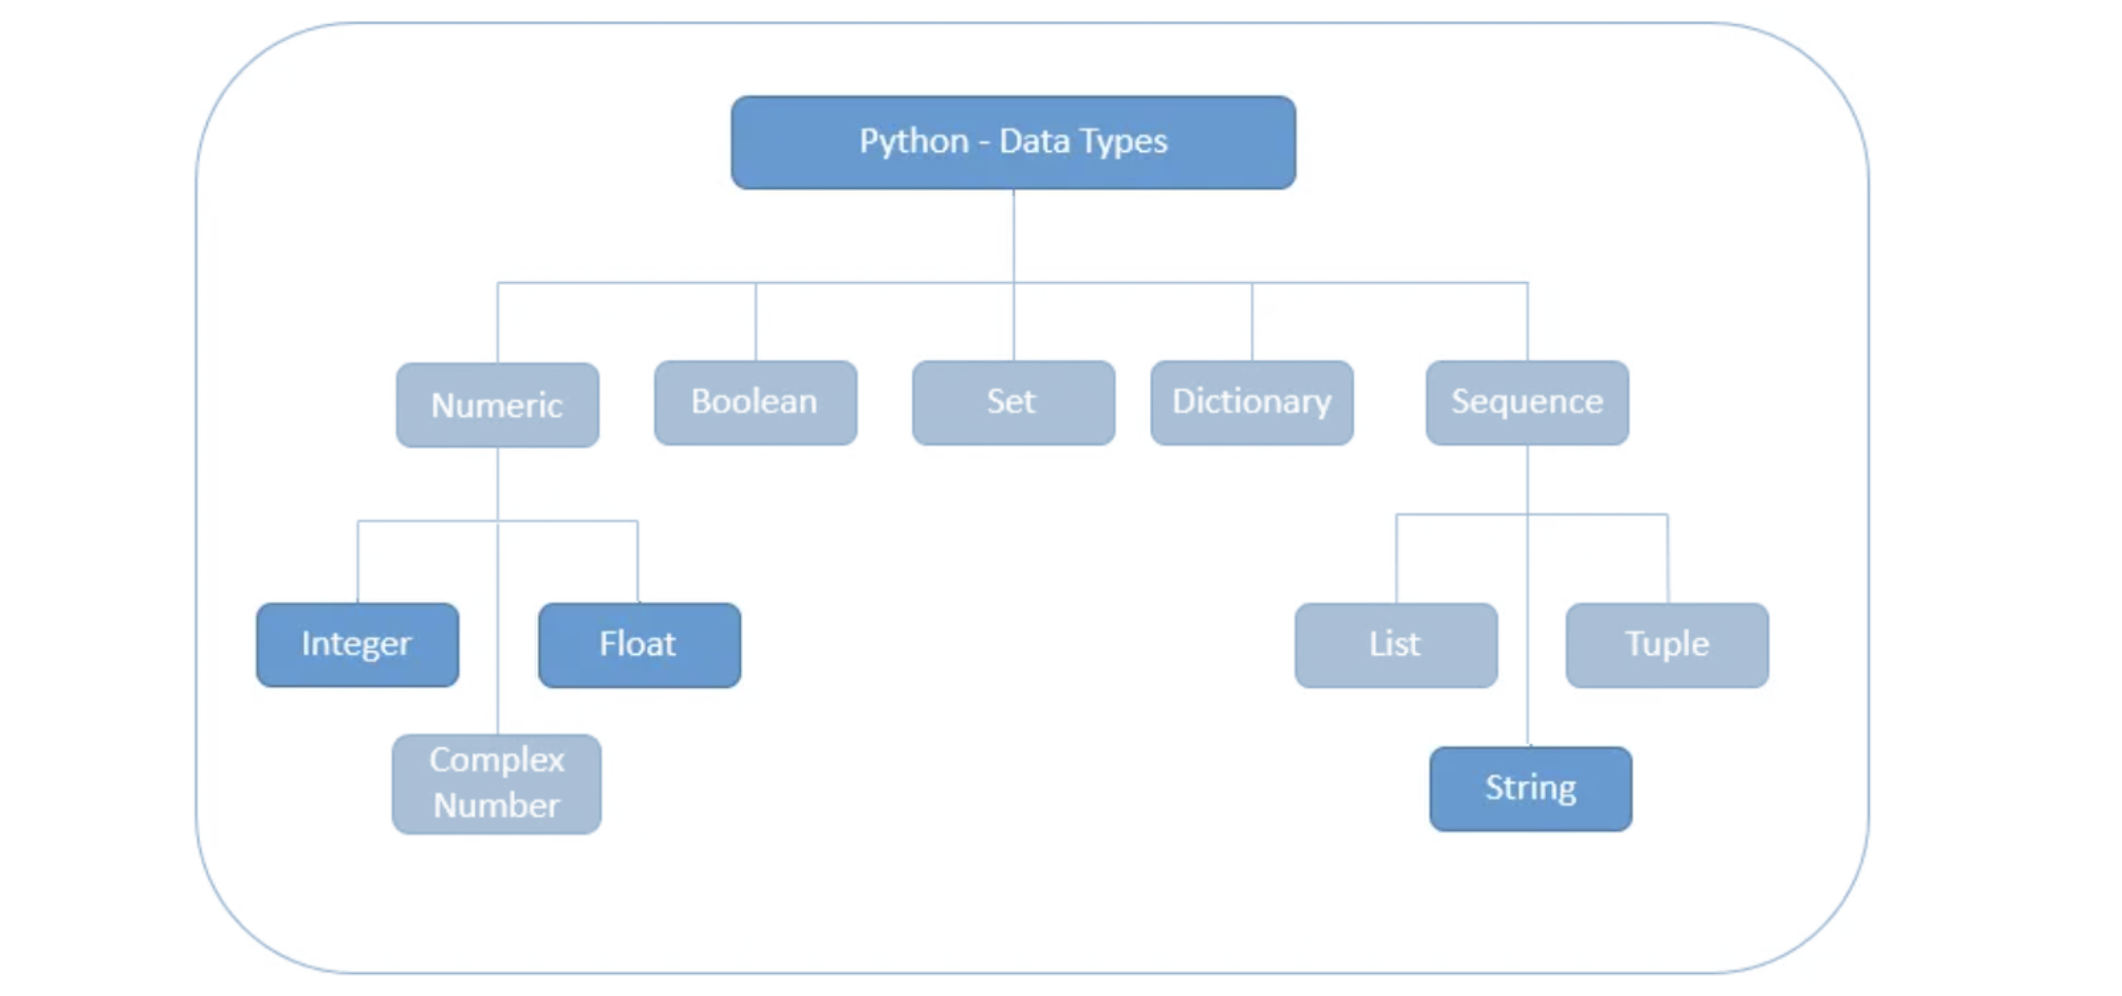 Python - Data Types
Numeric
Boolean
Set
Dictionary
Sequence
Integer
Float
List
Tuple
Complex
Number
String